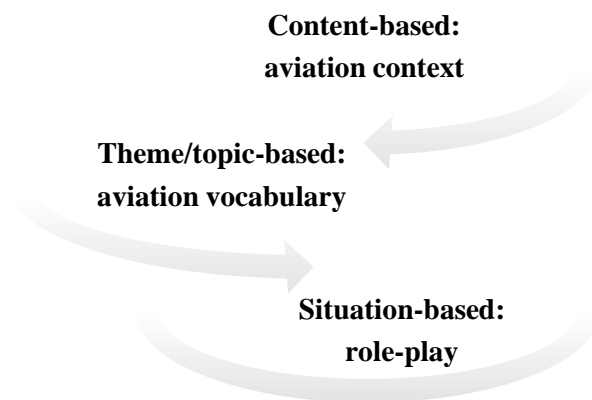 Content-based:
aviation context
Theme/topic-based:
aviation vocabulary
Situation-based:
role-play